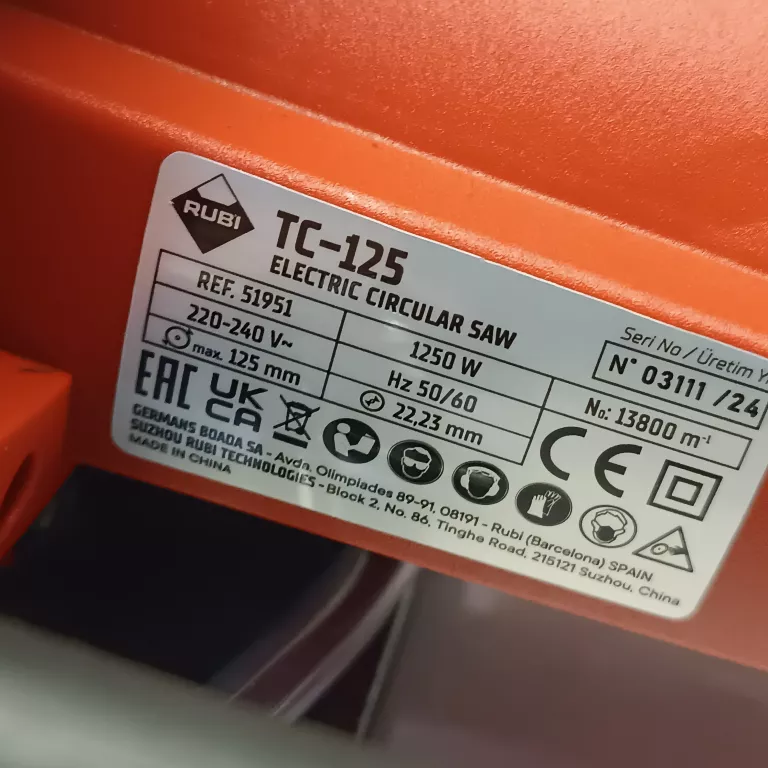 RUBI
TC-125
ELECTRIC CIRCULAR SAW
Seri No / Üretim
REF. 51951
N° 03111 /24
220-240 V~
1250 W
N₀: 13800 m⁻¹
max. 125 mm
Hz 50/60
22,23 mm
EAC
UK
CA
CE
GERMANS BOADA SA - Avda. Olimpiades 89-91, 08191 - Rubi (Barcelona) SPAIN
SUZHOU RUBI TECHNOLOGIES - Block 2, No. 86, Tinghe Road, 215121 Suzhou, China
MADE IN CHINA